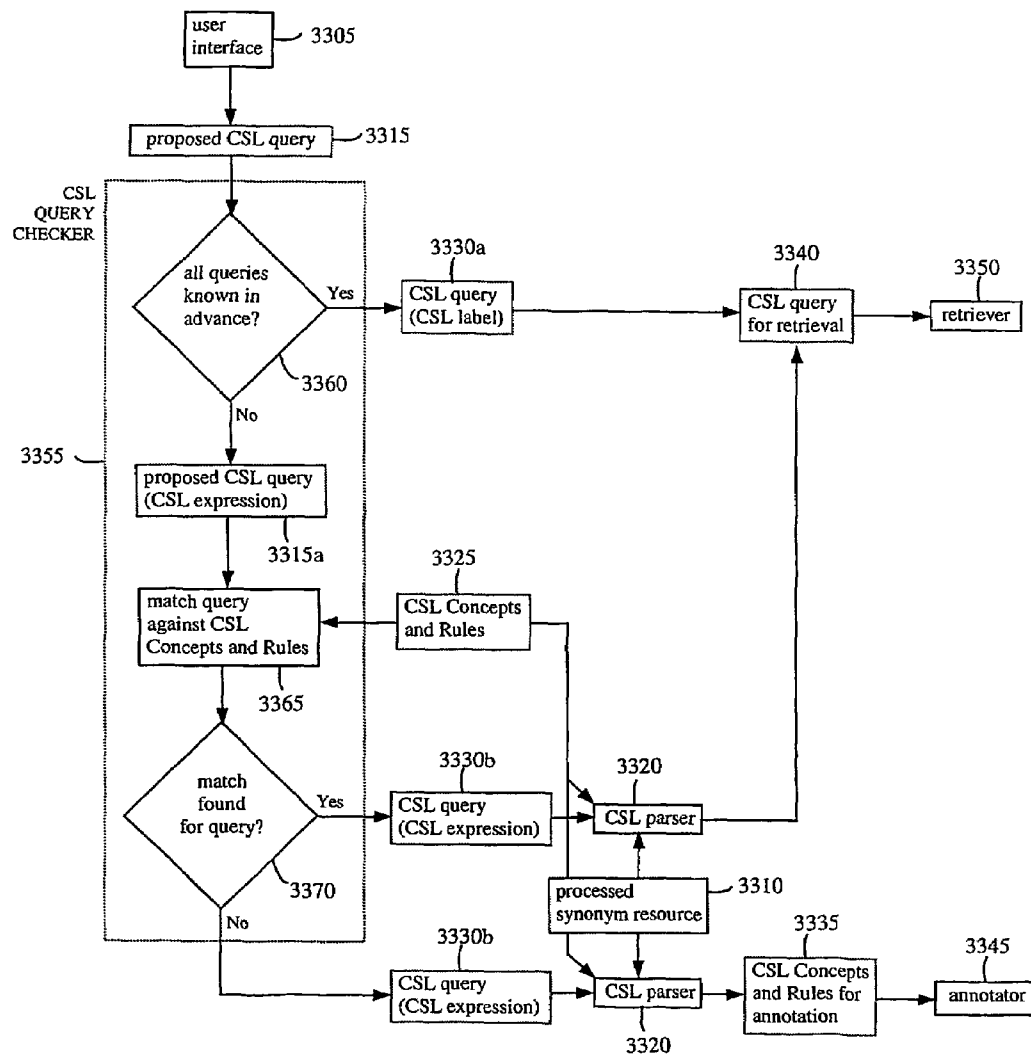 user
interface
3305
proposed CSL query
3315
CSL
QUERY
CHECKER
all queries
known in
advance?
Yes
3360
No
3330a
CSL query
(CSL label)
3340
CSL query
for retrieval
3350
retriever
3355
proposed CSL query
(CSL expression)
3315a
match query
against CSL
Concepts and Rules
3365
3325
CSL Concepts
and Rules
match
found
for query?
Yes
3370
No
3330b
CSL query
(CSL expression)
3320
CSL parser
processed
synonym resource
3310
3330b
CSL query
(CSL expression)
CSL parser
3320
3335
CSL Concepts
and Rules for
annotation
3345
annotator